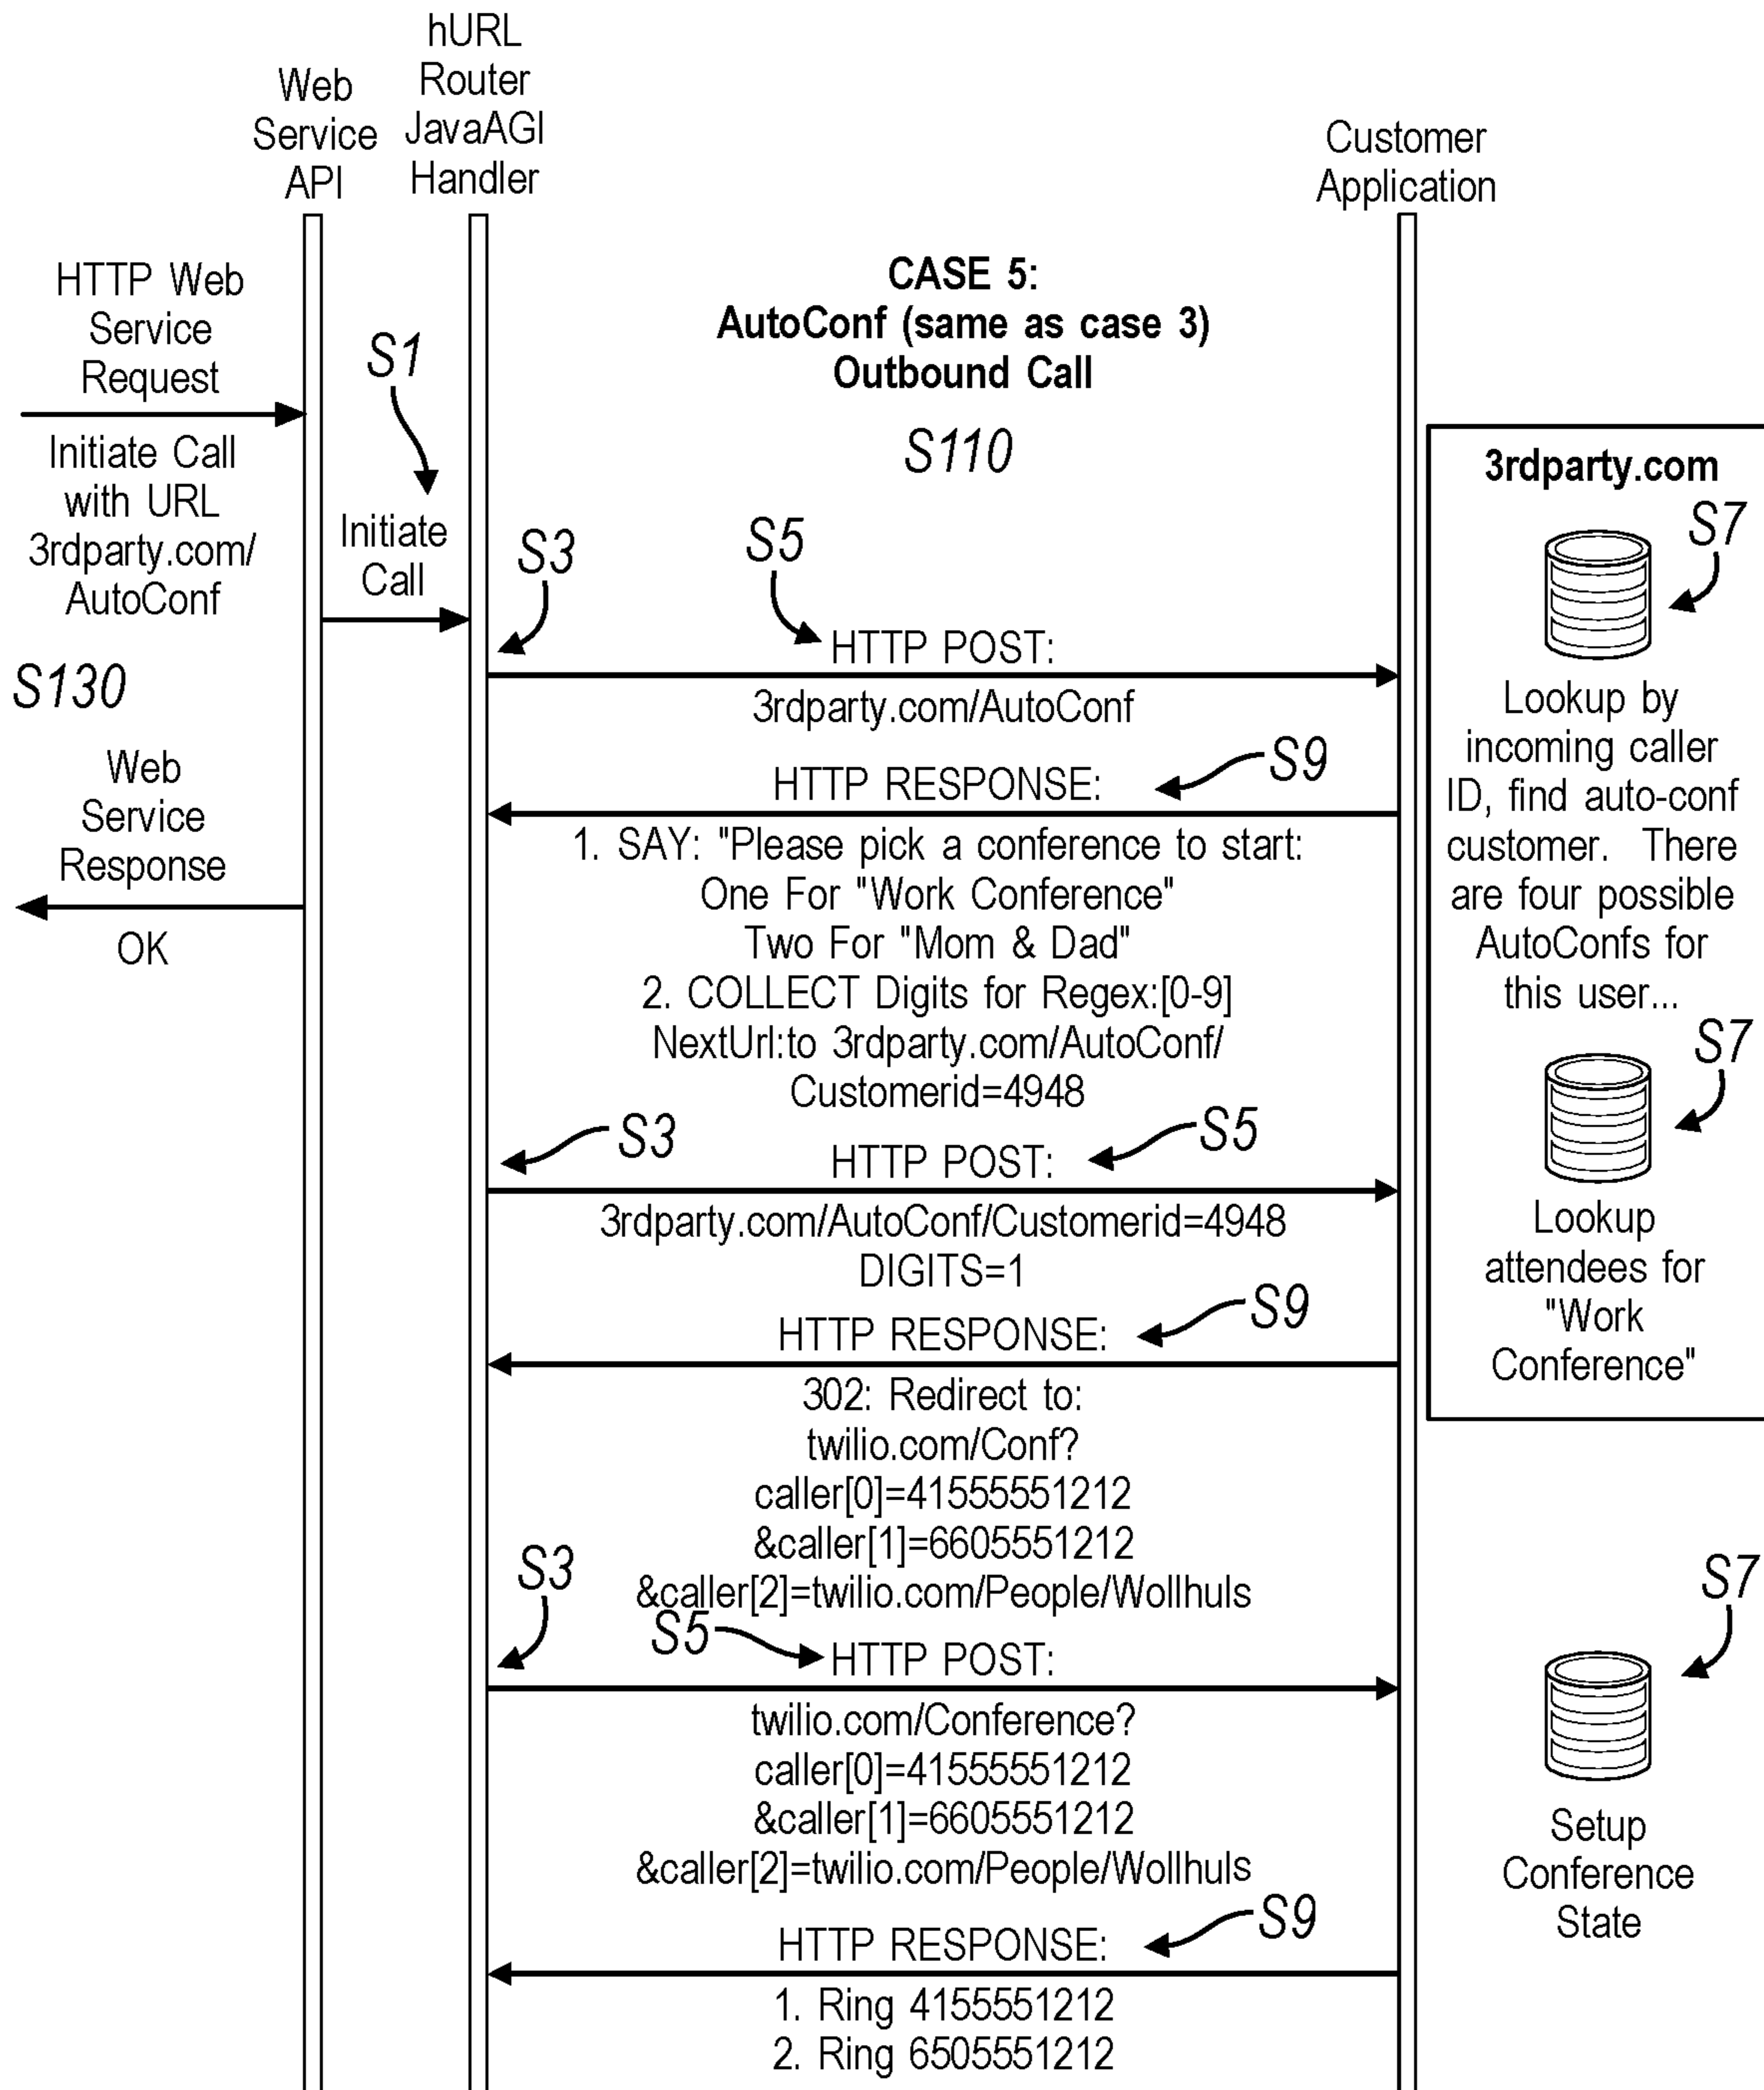 hURL
Router
JavaAGI
Handler
Web
Service
API
Customer
Application
HTTP Web
Service
Request
Initiate Call
with URL
3rdparty.com/
AutoConf
S1
Initiate
Call
CASE 5:
AutoConf (same as case 3)
Outbound Call
S110
S130
Web
Service
Response
OK
S3
S5
HTTP POST:
3rdparty.com/AutoConf
S9
HTTP RESPONSE:
1. SAY: "Please pick a conference to start:
One For "Work Conference"
Two For "Mom & Dad"
2. COLLECT Digits for Regex:[0-9]
NextUrl:to 3rdparty.com/AutoConf/
Customerid=4948
S3
S5
HTTP POST:
3rdparty.com/AutoConf/Customerid=4948
DIGITS=1
S9
HTTP RESPONSE:
302: Redirect to:
twilio.com/Conf?
caller[0]=41555551212
&caller[1]=6605551212
&caller[2]=twilio.com/People/Wollhuls
S3
S5
HTTP POST:
twilio.com/Conference?
caller[0]=41555551212
&caller[1]=6605551212
&caller[2]=twilio.com/People/Wollhuls
S9
HTTP RESPONSE:
1. Ring 4155551212
2. Ring 6505551212
3rdparty.com
S7
Lookup by
incoming caller
ID, find auto-conf
customer. There
are four possible
AutoConfs for
this user...
S7
Lookup
attendees for
"Work
Conference"
S7
Setup
Conference
State